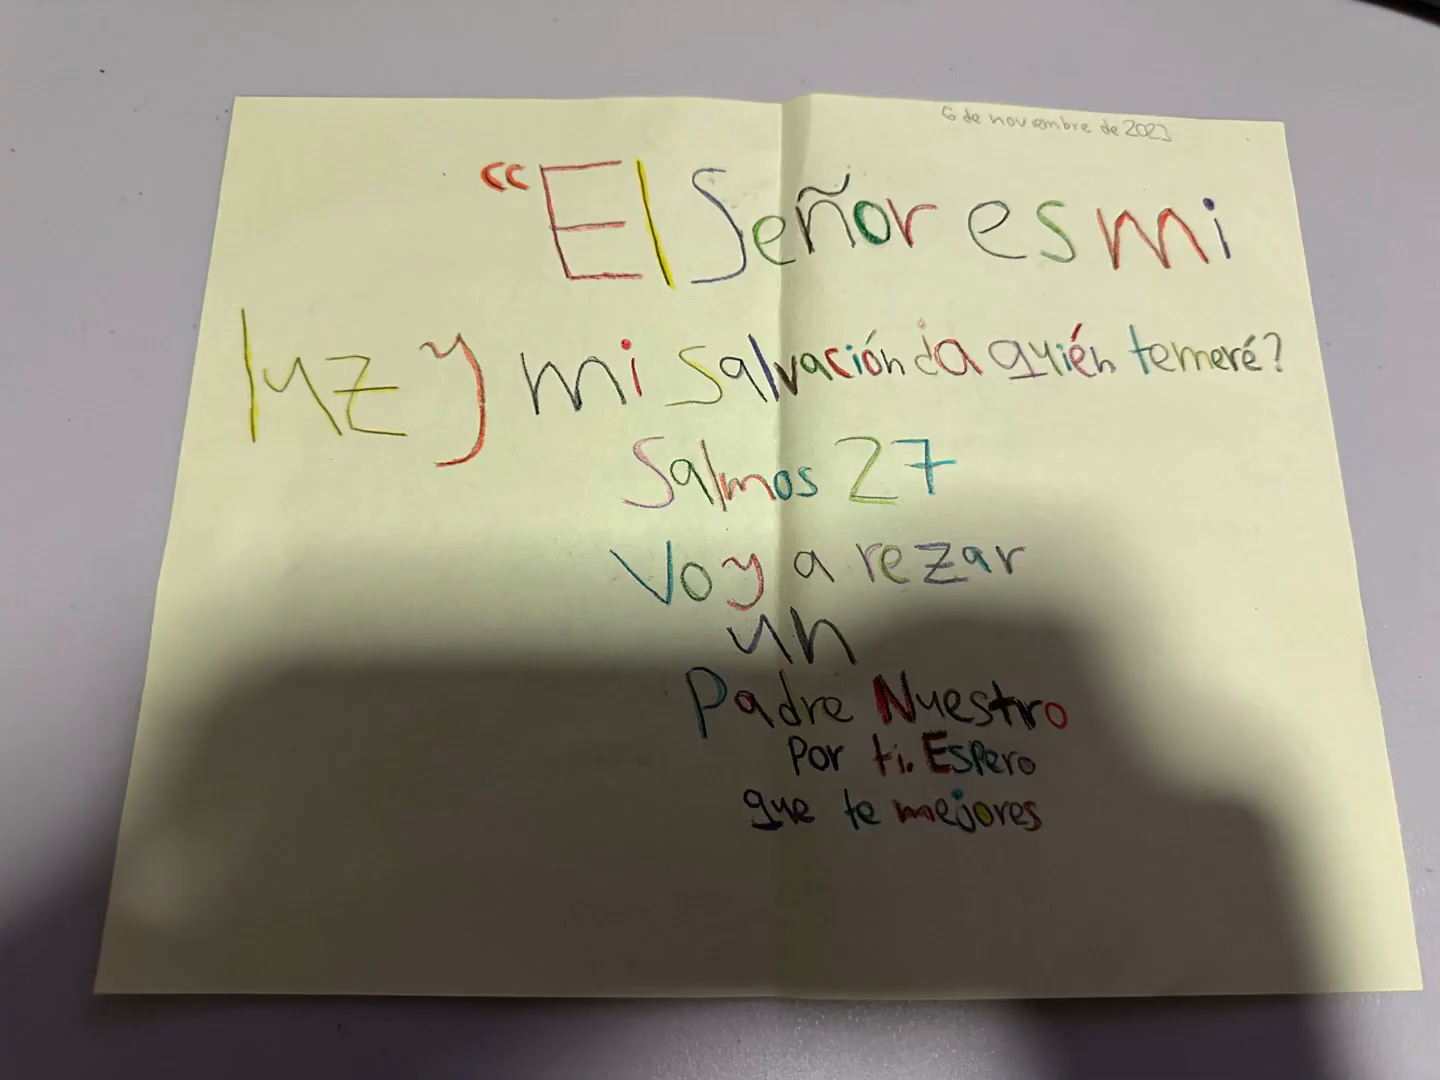 6 de noviembre de 2023
“El Señor es mi
luz y mi salvación ¿a quién temeré?
Salmos 27
Voy a rezar
un
Padre Nuestro
Por ti. Espero
que te mejores